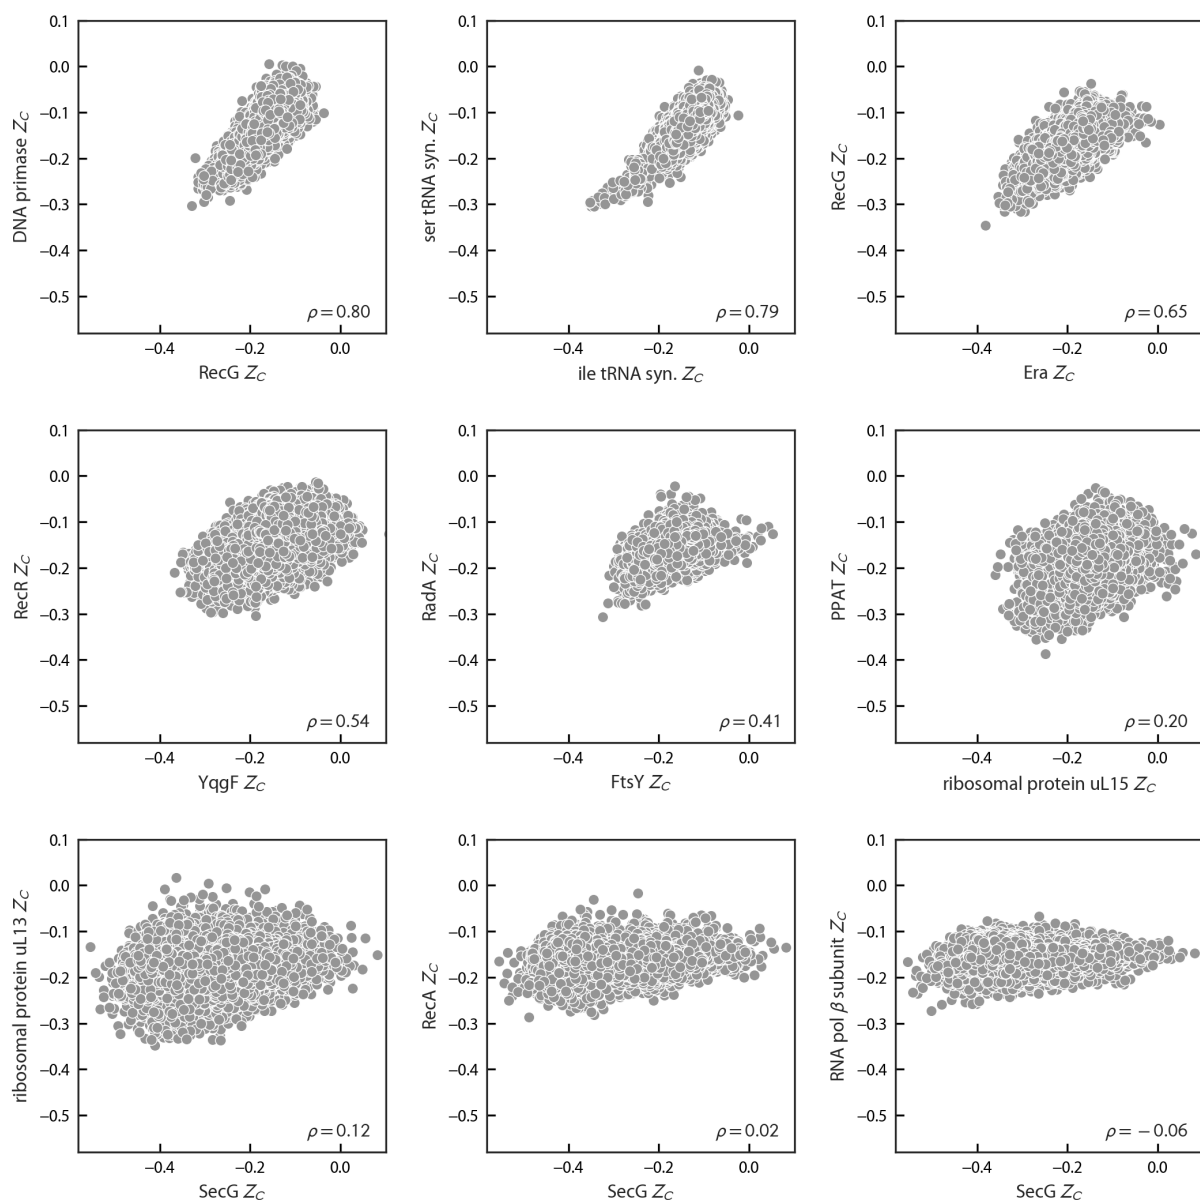 0.1
0.0
−0.1
−0.2
−0.3
−0.4
−0.5
DNA primase Z_C
ρ = 0.80
−0.4 −0.2 0.0
RecG Z_C
0.1
0.0
−0.1
−0.2
−0.3
−0.4
−0.5
ser tRNA syn. Z_C
ρ = 0.79
−0.4 −0.2 0.0
ile tRNA syn. Z_C
0.1
0.0
−0.1
−0.2
−0.3
−0.4
−0.5
RecG Z_C
ρ = 0.65
−0.4 −0.2 0.0
Era Z_C
0.1
0.0
−0.1
−0.2
−0.3
−0.4
−0.5
RecR Z_C
ρ = 0.54
−0.4 −0.2 0.0
YqgF Z_C
0.1
0.0
−0.1
−0.2
−0.3
−0.4
−0.5
RadA Z_C
ρ = 0.41
−0.4 −0.2 0.0
FtsY Z_C
0.1
0.0
−0.1
−0.2
−0.3
−0.4
−0.5
PPAT Z_C
ρ = 0.20
−0.4 −0.2 0.0
ribosomal protein uL15 Z_C
0.1
0.0
−0.1
−0.2
−0.3
−0.4
−0.5
ribosomal protein uL13 Z_C
ρ = 0.12
−0.4 −0.2 0.0
SecG Z_C
0.1
0.0
−0.1
−0.2
−0.3
−0.4
−0.5
RecA Z_C
ρ = 0.02
−0.4 −0.2 0.0
SecG Z_C
0.1
0.0
−0.1
−0.2
−0.3
−0.4
−0.5
RNA pol β subunit Z_C
ρ = −0.06
−0.4 −0.2 0.0
SecG Z_C